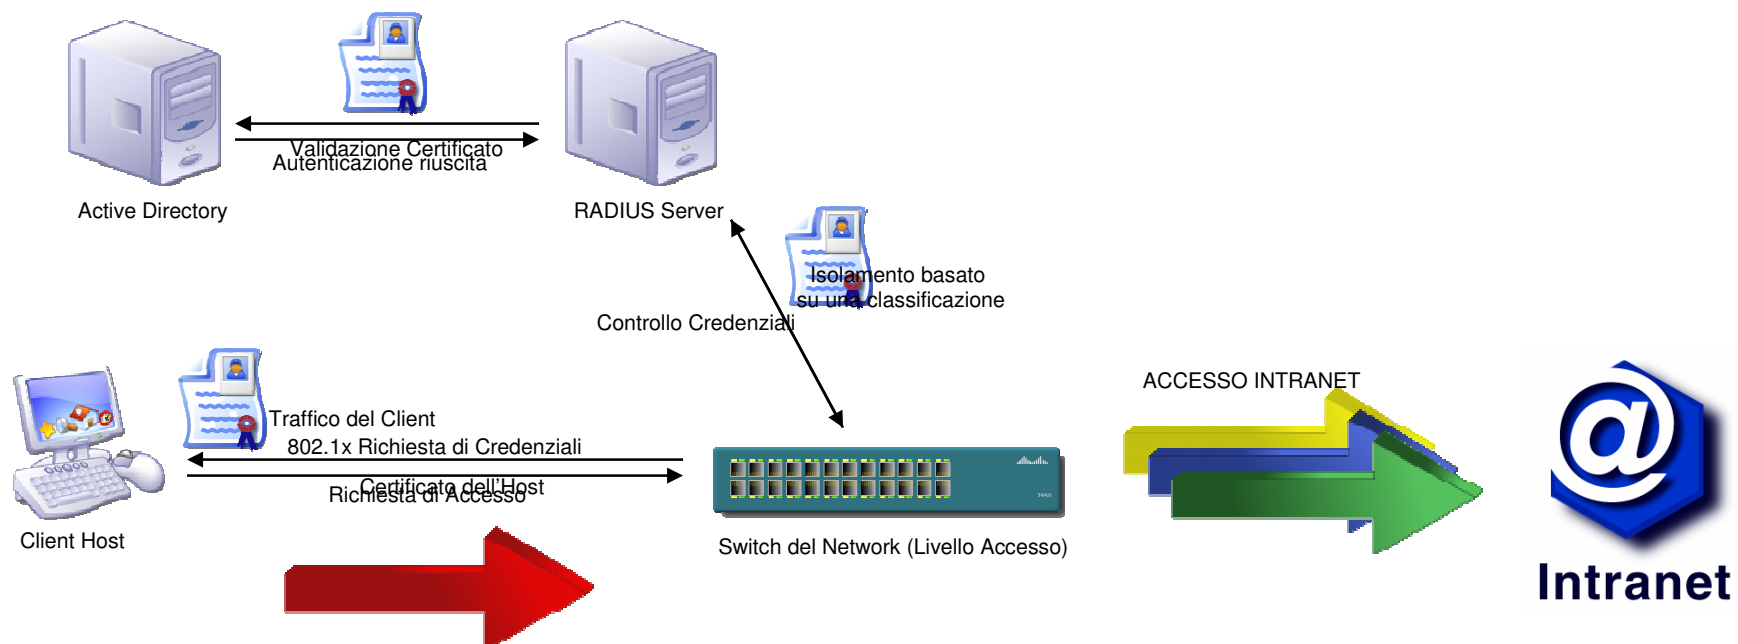 Validazione Certificato
Autenticazione riuscita
Active Directory
RADIUS Server
Isolamento basato
su una classificazione
Controllo Credenziali
ACCESSO INTRANET
Traffico del Client
802.1x Richiesta di Credenziali
Certificato dell'Host
Richiesta di Accesso
2950
Client Host
Switch del Network (Livello Accesso)
@
Intranet